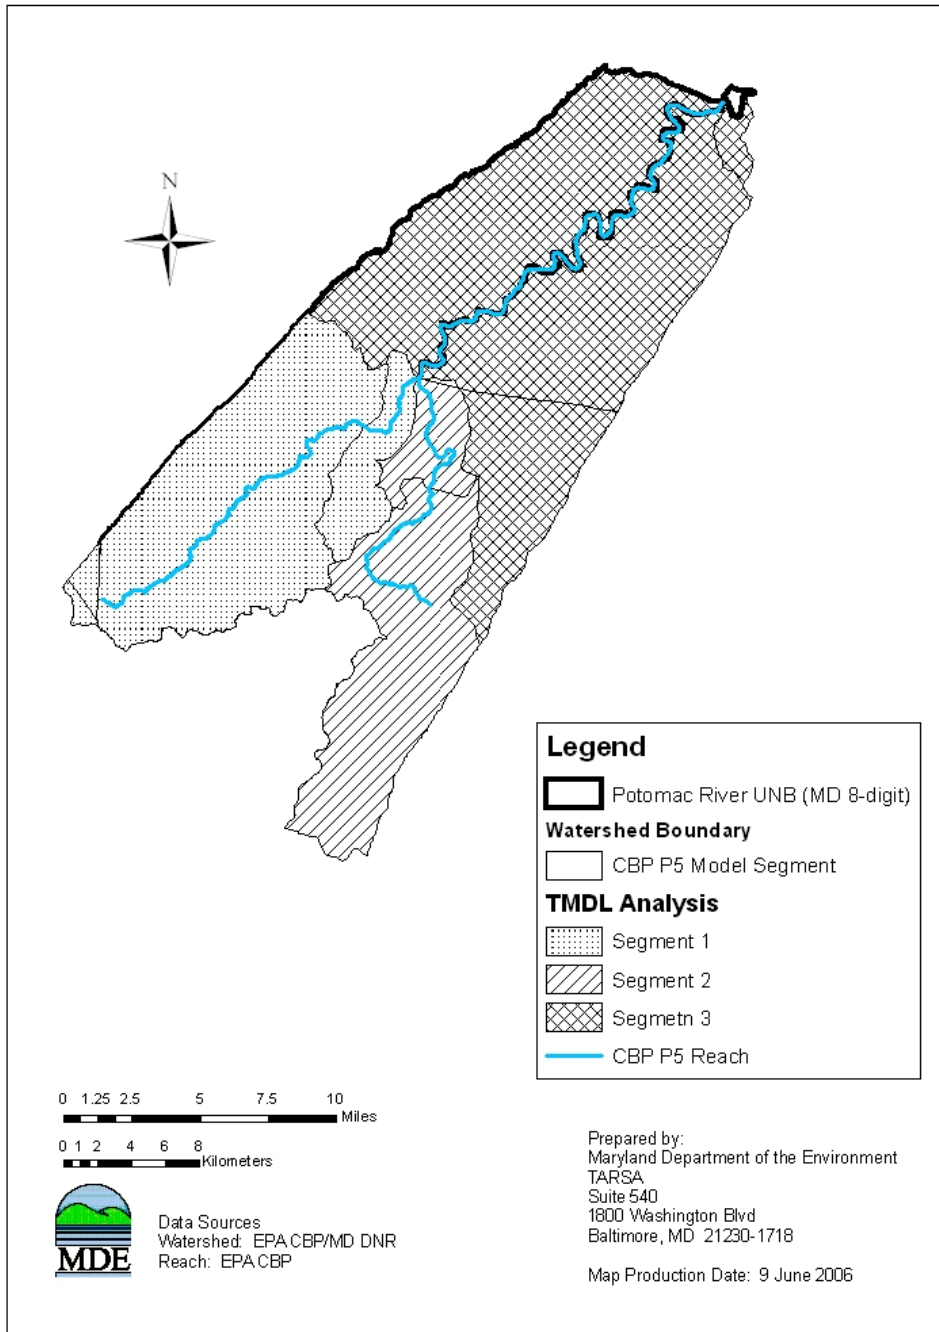 N
Legend
Potomac River UNB (MD 8-digit)
Watershed Boundary
CBP P5 Model Segment
TMDL Analysis
Segment 1
Segment 2
Segmetn 3
CBP P5 Reach
0 1.25 2.5 5 7.5 10
Miles
0 1 2 4 6 8
Kilometers
MDE
Data Sources
Watershed: EPA CBP/MD DNR
Reach: EPA CBP
Prepared by:
Maryland Department of the Environment
TARSA
Suite 540
1800 Washington Blvd
Baltimore, MD 21230-1718
Map Production Date: 9 June 2006